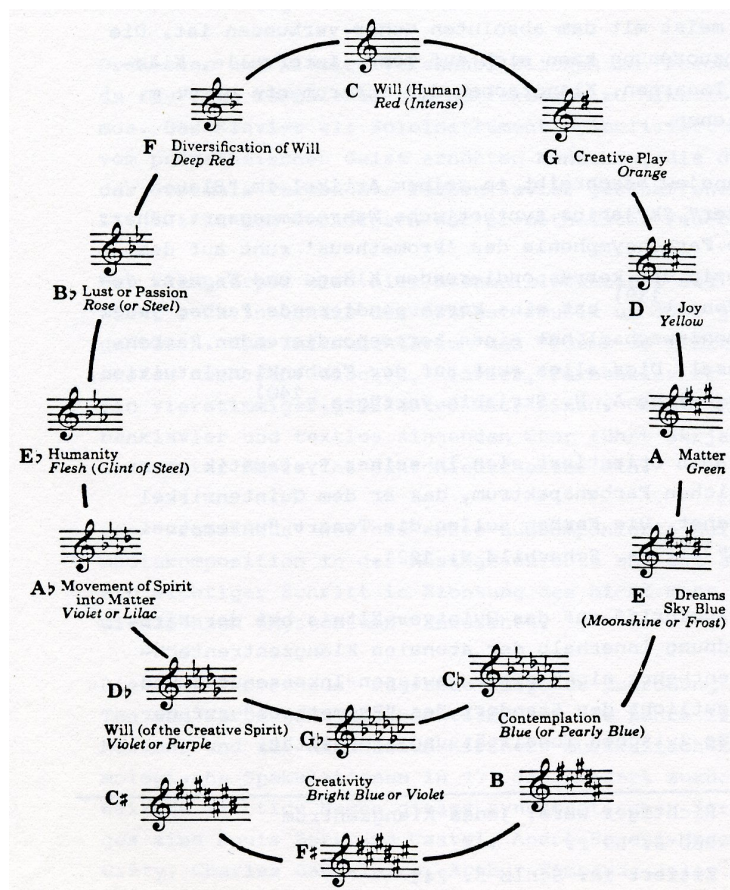 C Will (Human)
Red (Intense)
G Creative Play
Orange
D Joy
Yellow
A Matter
Green
E Dreams
Sky Blue
(Moonshine or Frost)
C♭
Contemplation
Blue (or Pearly Blue)
B
G♭
Creativity
Bright Blue or Violet
F♯
D♭
Will (of the Creative Spirit)
Violet or Purple
C♯
A♭ Movement of Spirit
into Matter
Violet or Lilac
E♭ Humanity
Flesh (Glint of Steel)
B♭ Lust or Passion
Rose (or Steel)
F Diversification of Will
Deep Red